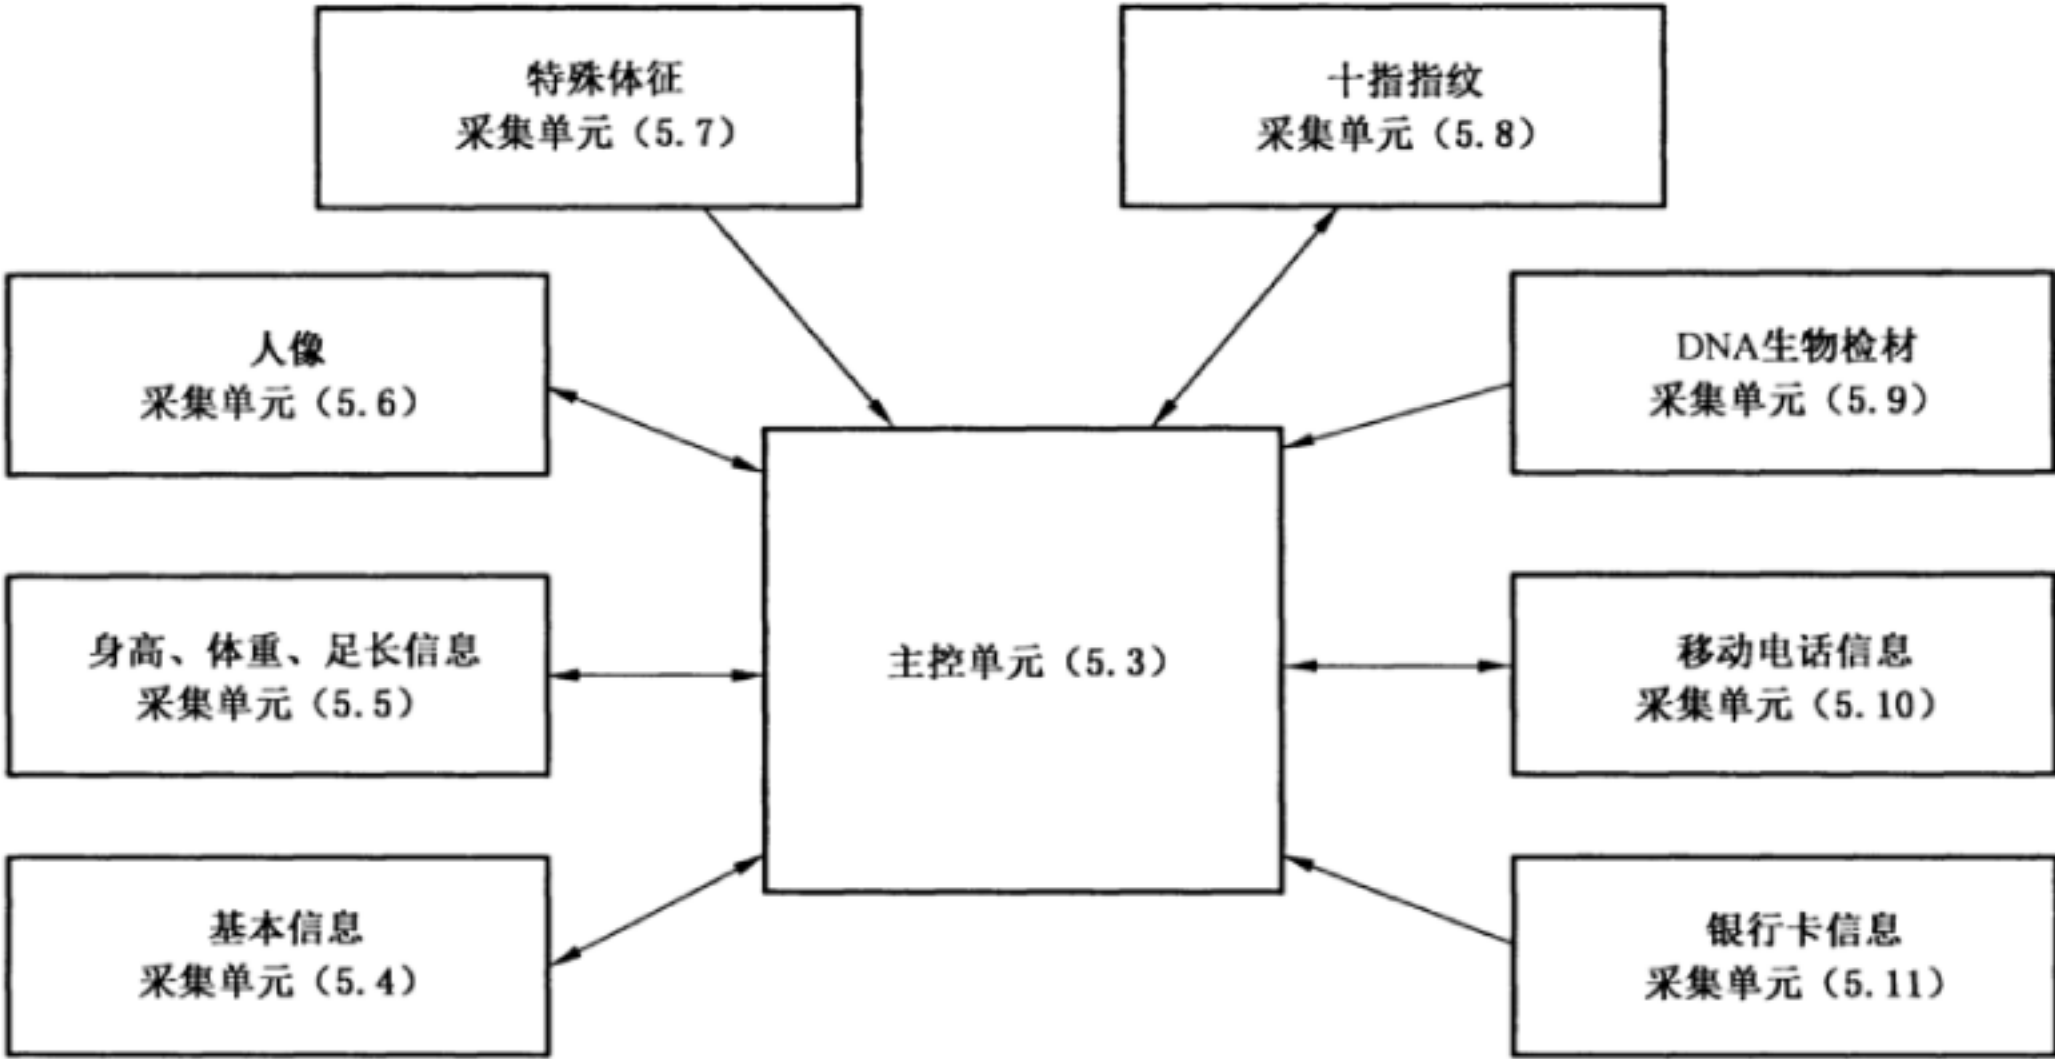 特殊体征
采集单元（5.7）
十指指纹
采集单元（5.8）
人像
采集单元（5.6）
DNA生物检材
采集单元（5.9）
身高、体重、足长信息
采集单元（5.5）
主控单元（5.3）
移动电话信息
采集单元（5.10）
基本信息
采集单元（5.4）
银行卡信息
采集单元（5.11）